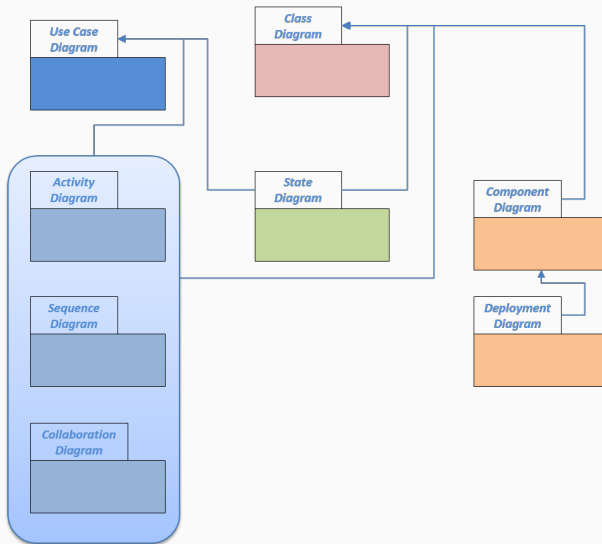 Use Case
Diagram
Class
Diagram
Activity
Diagram
State
Diagram
Component
Diagram
Sequence
Diagram
Deployment
Diagram
Collaboration
Diagram